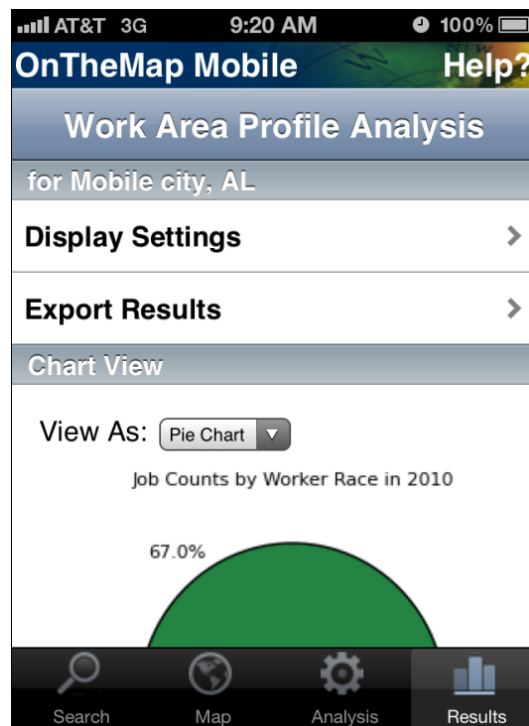 AT&T 3G 9:20 AM 100%
OnTheMap Mobile Help?
Work Area Profile Analysis
for Mobile city, AL
Display Settings
Export Results
Chart View
View As: Pie Chart
Job Counts by Worker Race in 2010
67.0%
Search Map Analysis Results